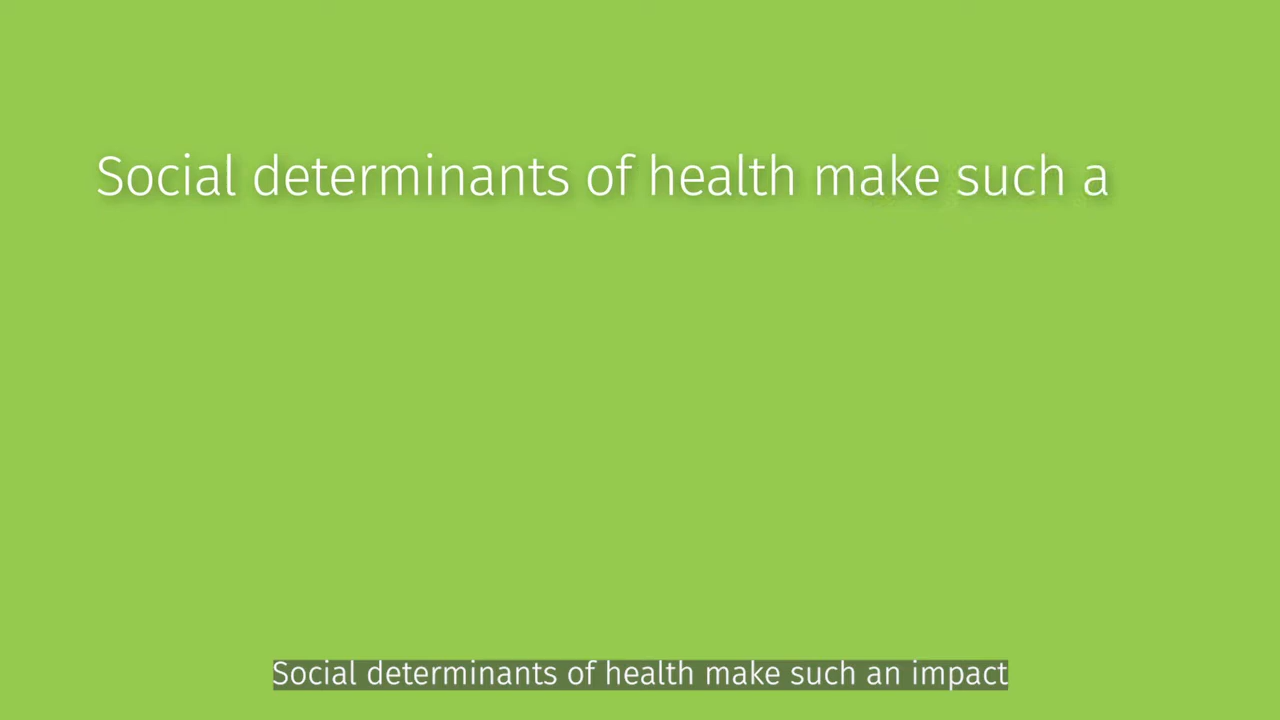 Social determinants of health make such a
Social determinants of health make such an impact